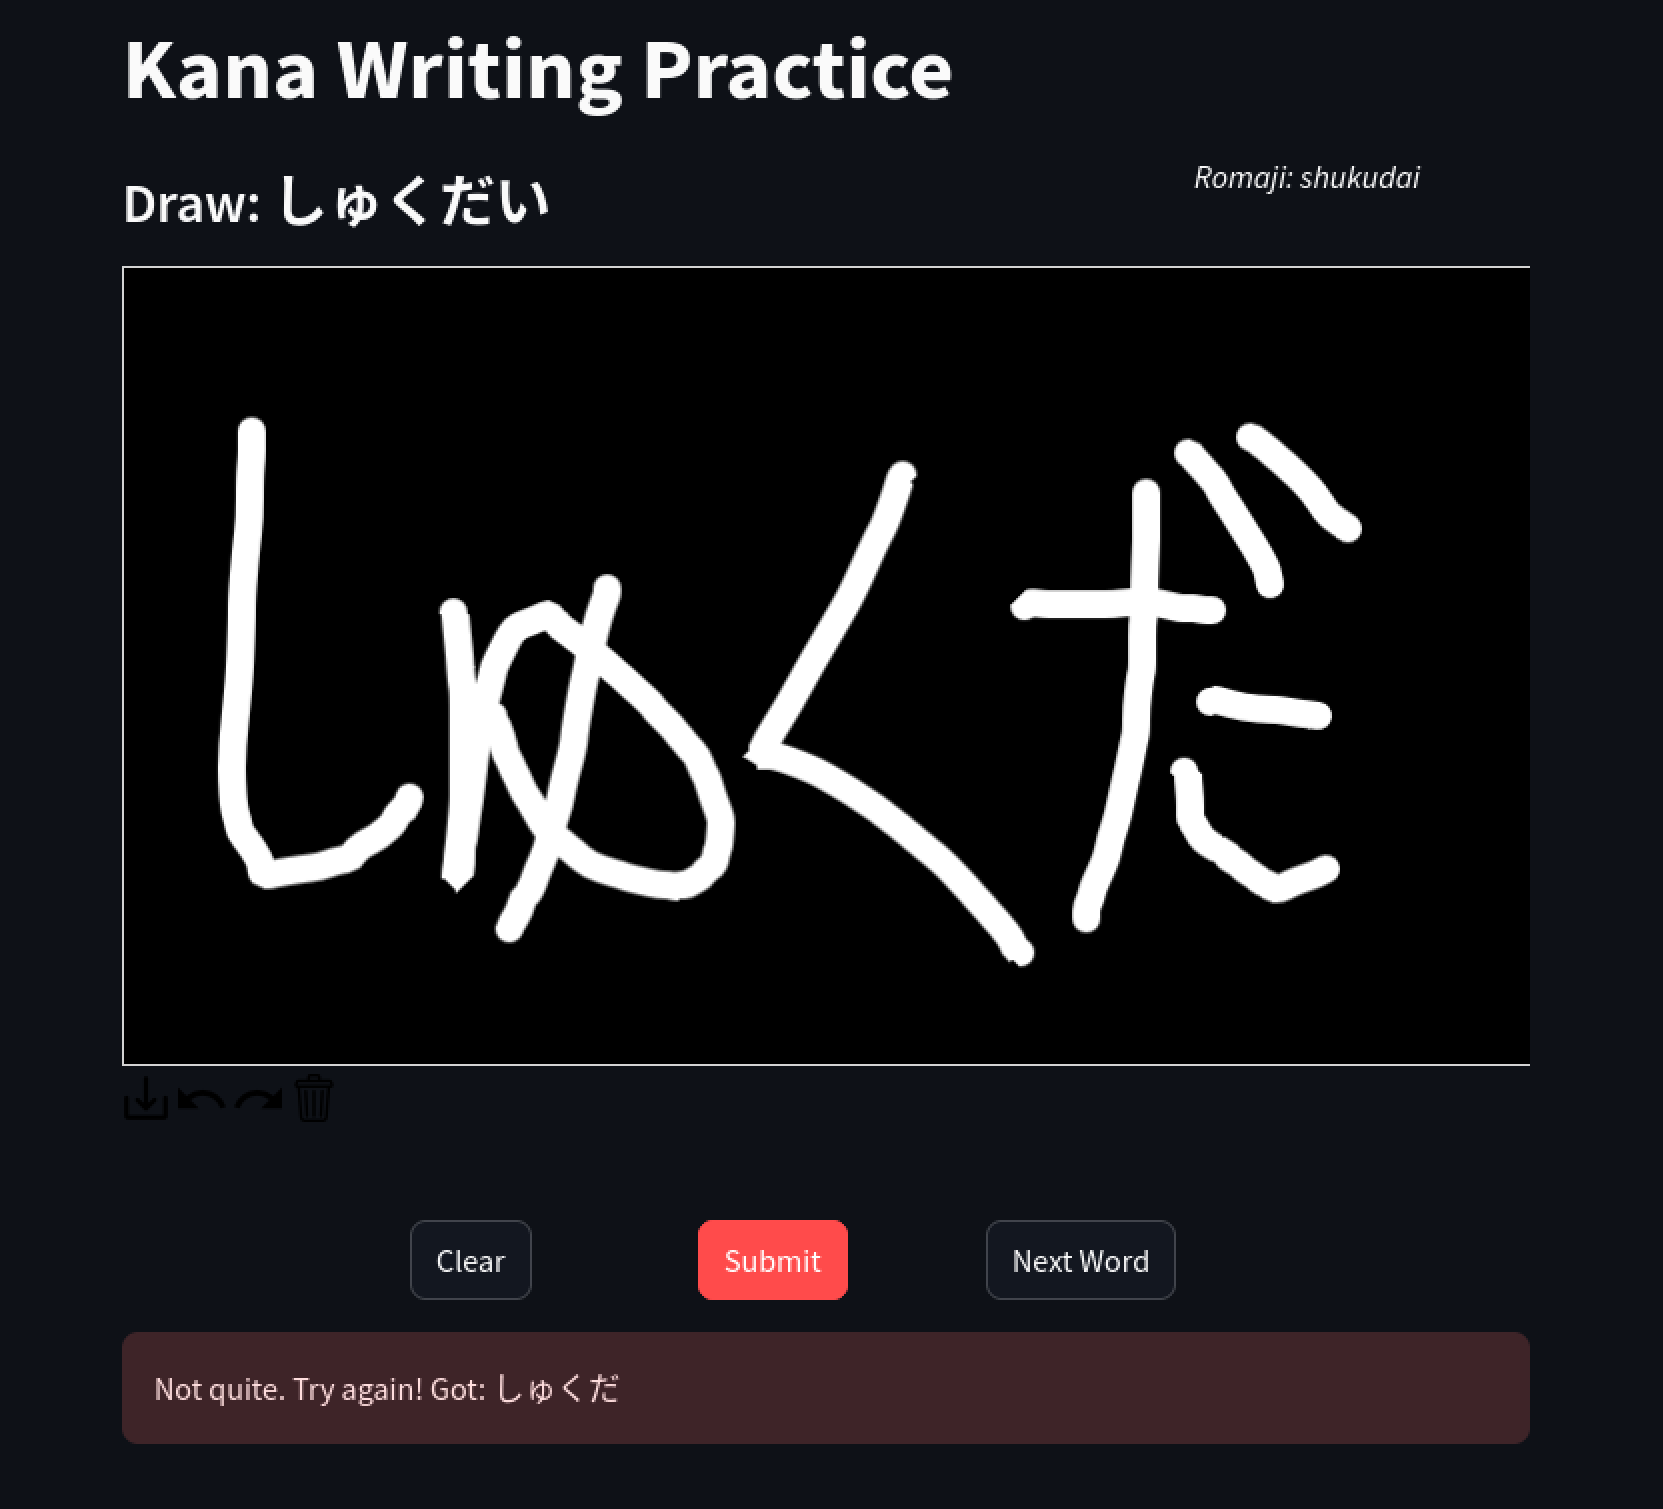 Kana Writing Practice
Draw: しゅくだい
Romaji: shukudai
しゅくだ
Clear
Submit
Next Word
Not quite. Try again! Got: しゅくだ